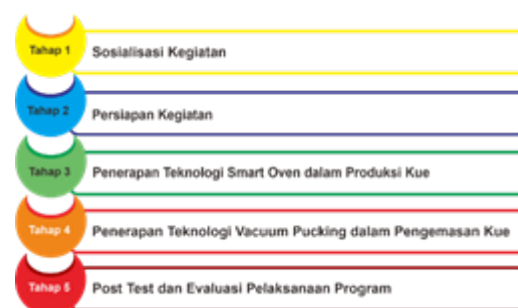 Tahap 1
Sosialisasi Kegiatan
Tahap 2
Persiapan Kegiatan
Tahap 3
Penerapan Teknologi Smart Oven dalam Produksi Kue
Tahap 4
Penerapan Teknologi Vacuum Pucking dalam Pengemasan Kue
Tahap 5
Post Test dan Evaluasi Pelaksanaan Program